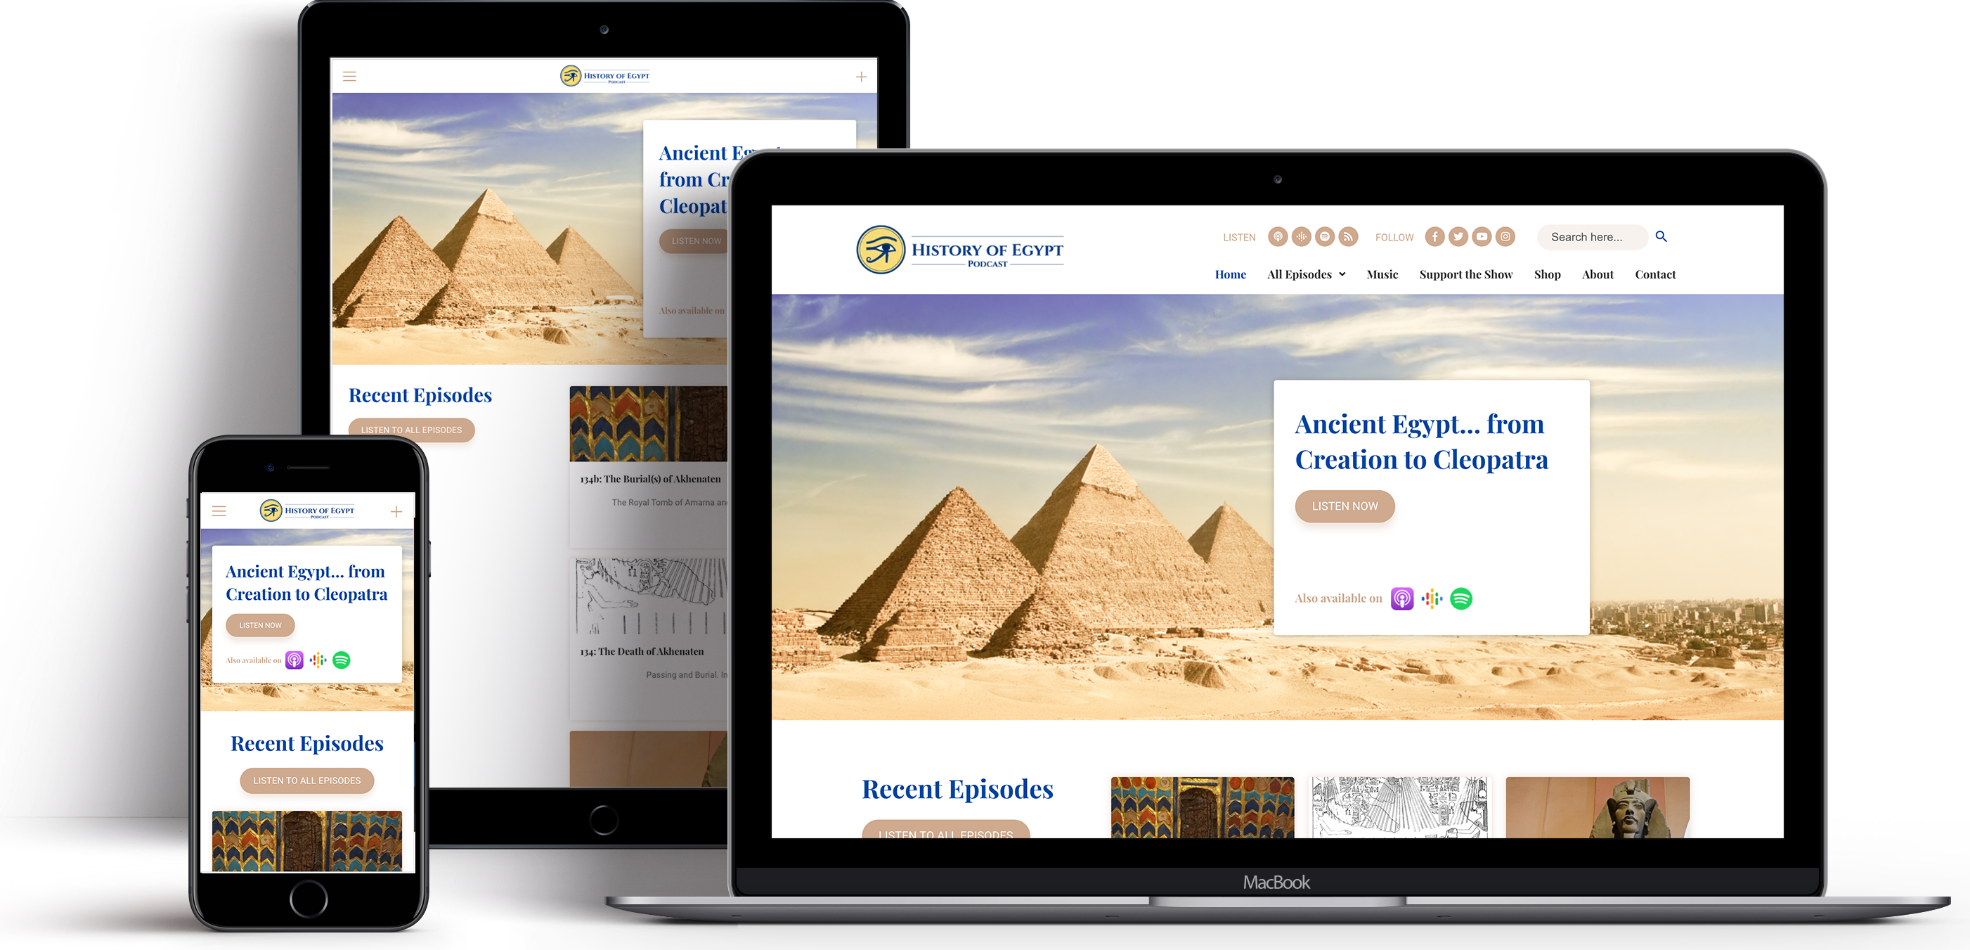 HISTORY OF EGYPT
PODCAST
Ancient Eg
from Cr
Cleopat
LISTEN NOW
Also available on
Recent Episodes
LISTEN TO ALL EPISODES
134b: The Burial(s) of Akhenaten
The Royal Tomb of Amarna an
134: The Death of Akhenaten
Passing and Burial. In
HISTORY OF EGYPT
PODCAST
Ancient Egypt... from
Creation to Cleopatra
LISTEN NOW
Also available on
Recent Episodes
LISTEN TO ALL EPISODES
HISTORY OF EGYPT
PODCAST
LISTEN
FOLLOW
Search here...
Home All Episodes Music Support the Show Shop About Contact
Ancient Egypt... from
Creation to Cleopatra
LISTEN NOW
Also available on
Recent Episodes
LISTEN TO ALL EPISODES
MacBook